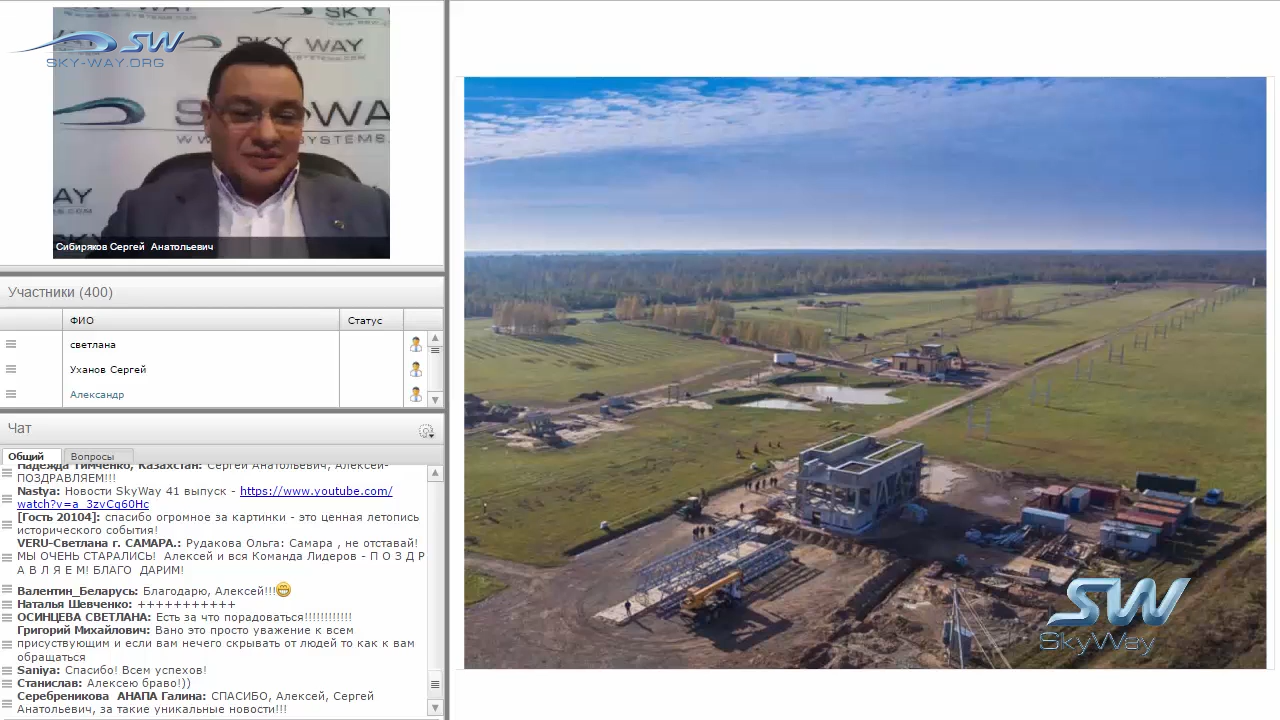 SKY WAY
SW
SKY-WAY.ORG
SYSTEMS.
WAY
Сибиряков Сергей Анатольевич
Участники (400)
ФИО
Статус
светлана
Уханов Сергей
Александр
Чат
Общий
Вопросы
Надежда Тимченко, Казахстан: Сергей Анатольевич, Алексей-
ПОЗДРАВЛЯЕМ!!!
Nastya: Новости SkyWay 41 выпуск - https://www.youtube.com/
watch?v=a_3zvCg60Hc
[Гость 20104]: спасибо огромное за картинки - это ценная летопись
исторического события!
VERU-Светлана г. САМАРА.: Рудакова Ольга: Самара , не отставай!
МЫ ОЧЕНЬ СТАРАЛИСЬ! Алексей и вся Команда Лидеров - П О З Д Р
А В Л Я Е М! БЛАГО ДАРИМ!
Валентин_Беларусь: Благодарю, Алексей!!!
Наталья Шевченко: +++++++++++
ОСИНЦЕВА СВЕТЛАНА: Есть за что порадоваться!!!!!!!!!!!!
Григорий Михайлович: Вано это просто уважение к всем
присуствующим и если вам нечего скрывать от людей то как к вам
обращаться
Saniya: Спасибо! Всем успехов!
Станислав: Алексею браво!))
Серебреникова АНАПА Галина: СПАСИБО, Алексей, Сергей
Анатольевич, за такие уникальные новости!!!
SW
SkyWay